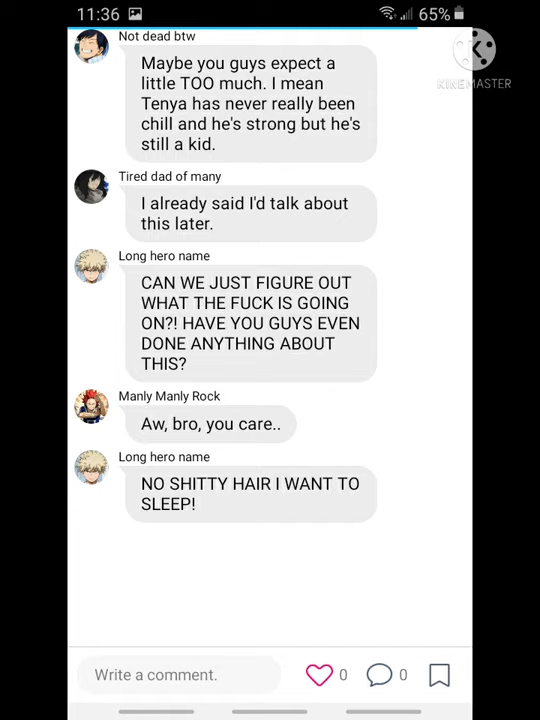 11:36
65%
KINEMASTER
Not dead btw
Maybe you guys expect a
little TOO much. I mean
Tenya has never really been
chill and he's strong but he's
still a kid.
Tired dad of many
I already said I'd talk about
this later.
Long hero name
CAN WE JUST FIGURE OUT
WHAT THE FUCK IS GOING
ON?! HAVE YOU GUYS EVEN
DONE ANYTHING ABOUT
THIS?
Manly Manly Rock
Aw, bro, you care..
Long hero name
NO SHITTY HAIR I WANT TO
SLEEP!
Write a comment.
0
0